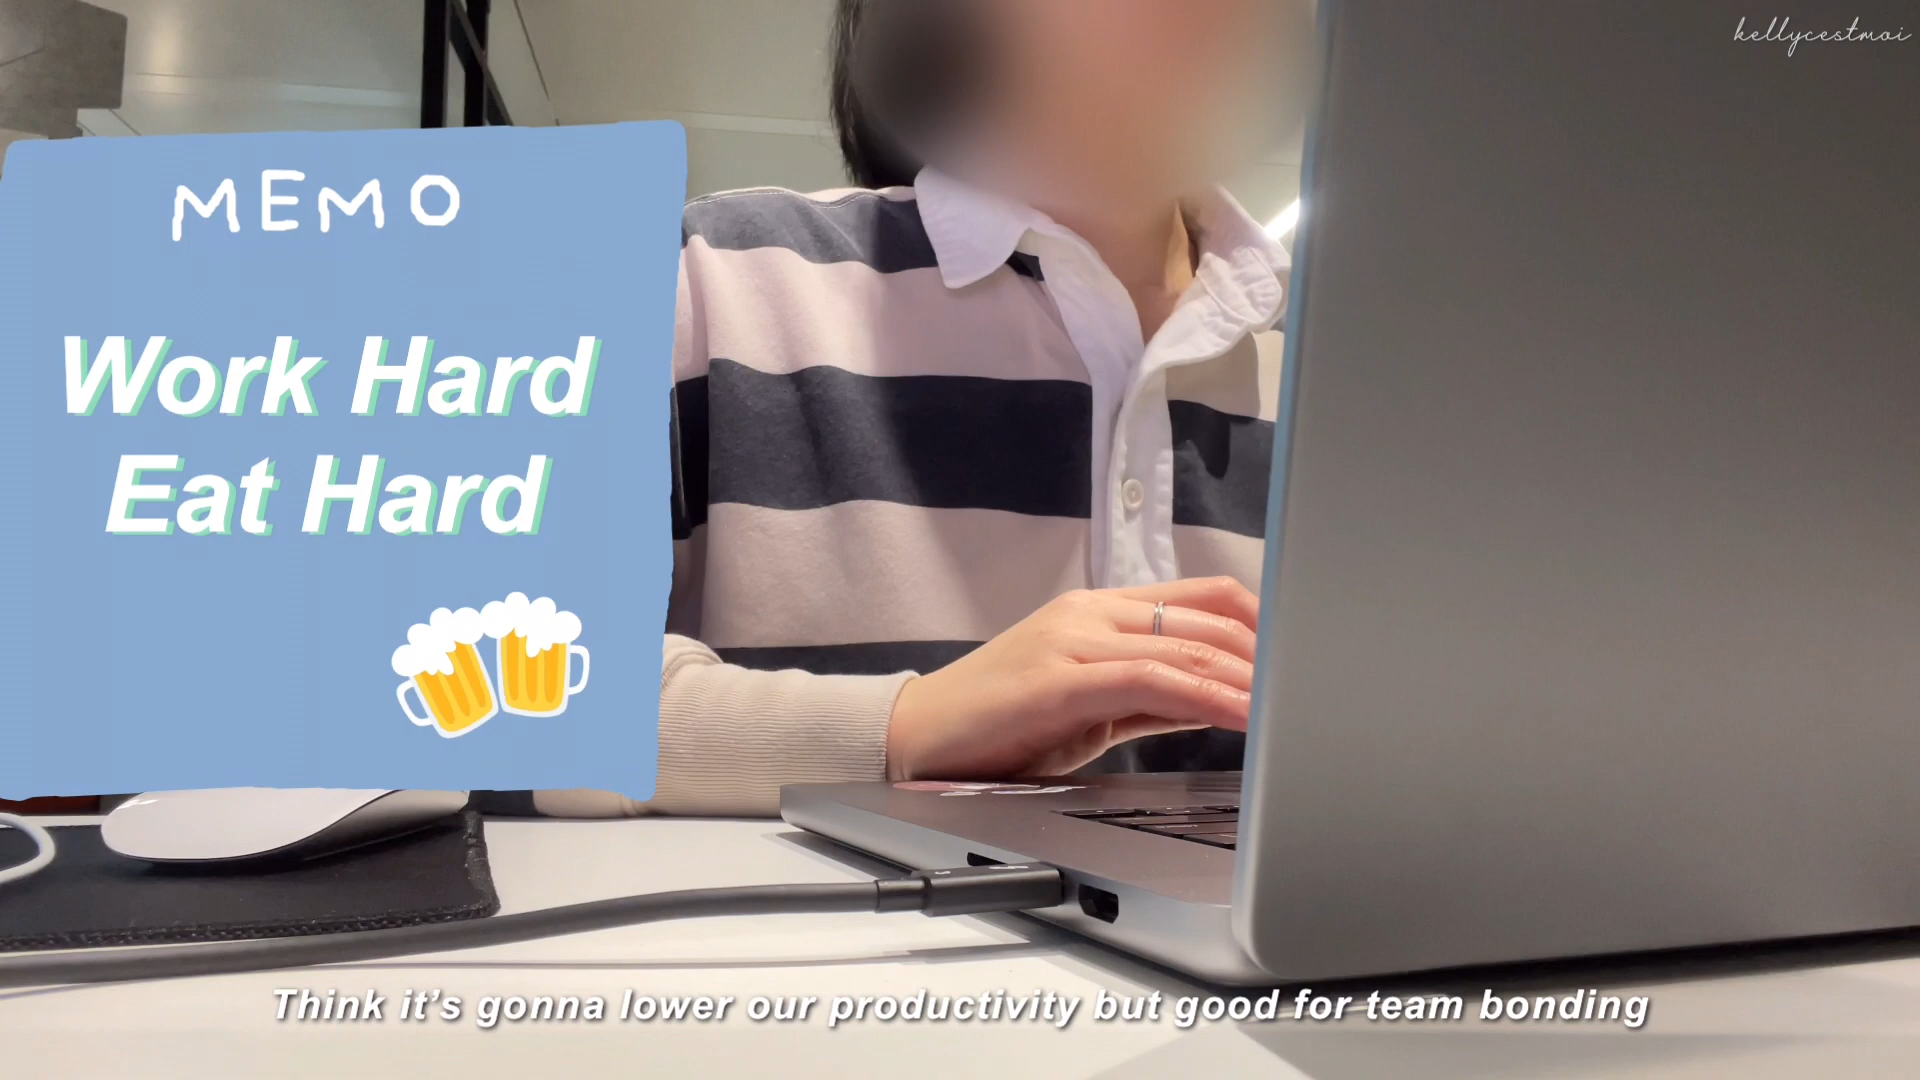 kellycestmoi
MEMO
Work Hard
Eat Hard
Think it's gonna lower our productivity but good for team bonding